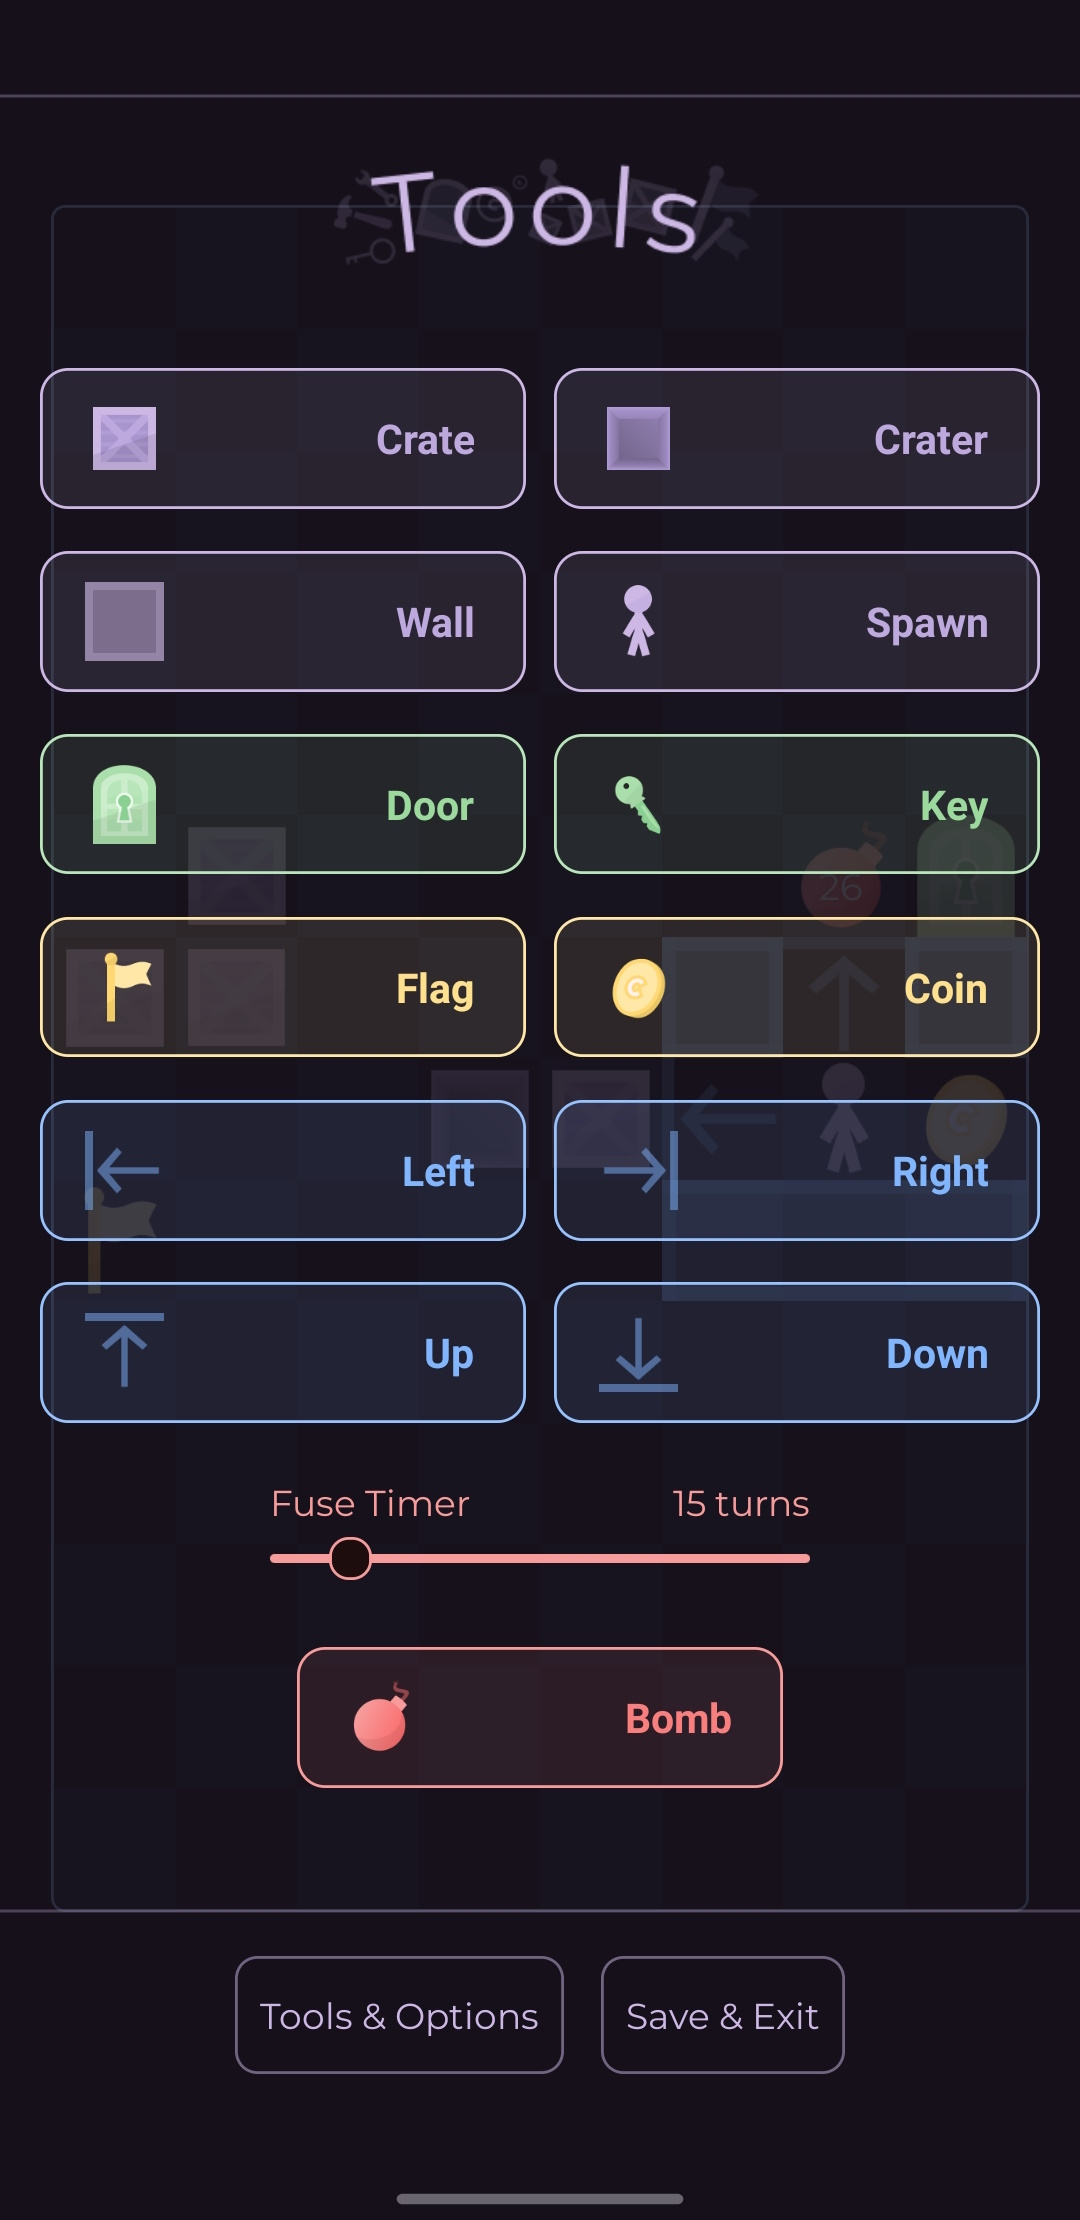 Tools
Crate
Crater
Wall
Spawn
Door
Key
26
Flag
Coin
Left
Right
Up
Down
Fuse Timer
15 turns
Bomb
Tools & Options
Save & Exit